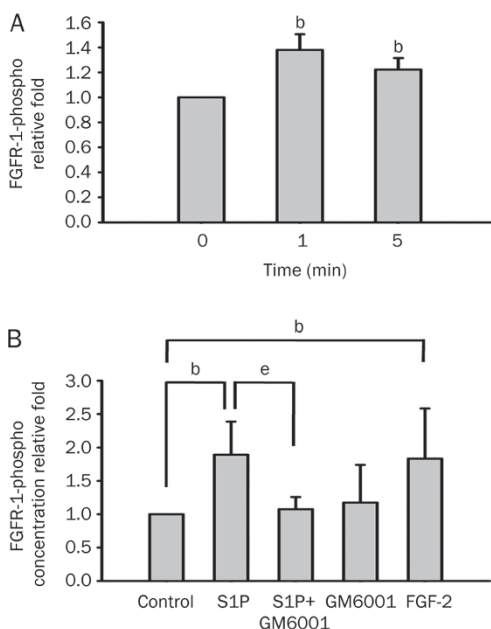 A
FGFR-1-phospho
relative fold
1.6
1.4
1.2
1.0
0.8
0.6
0.4
0.2
0.0
b
b
0
1
5
Time (min)
B
FGFR-1-phospho
concentration relative fold
3.0
2.5
2.0
1.5
1.0
0.5
0.0
b
b
e
Control
S1P
S1P+
GM6001
GM6001
FGF-2